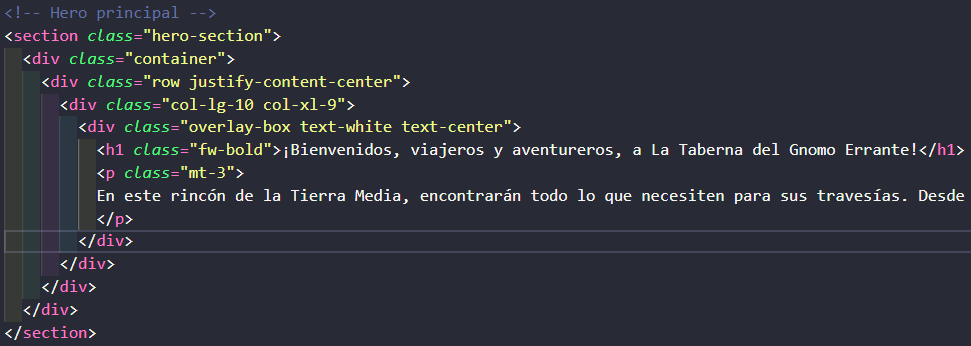 <!-- Hero principal -->
<section class="hero-section">
<div class="container">
<div class="row justify-content-center">
<div class="col-lg-10 col-xl-9">
<div class="overlay-box text-white text-center">
<h1 class="fw-bold">¡Bienvenidos, viajeros y aventureros, a La Taberna del Gnomo Errante!</h1>
<p class="mt-3">
En este rincón de la Tierra Media, encontrarán todo lo que necesiten para sus travesías. Desde
</p>
</div>
</div>
</div>
</div>
</section>